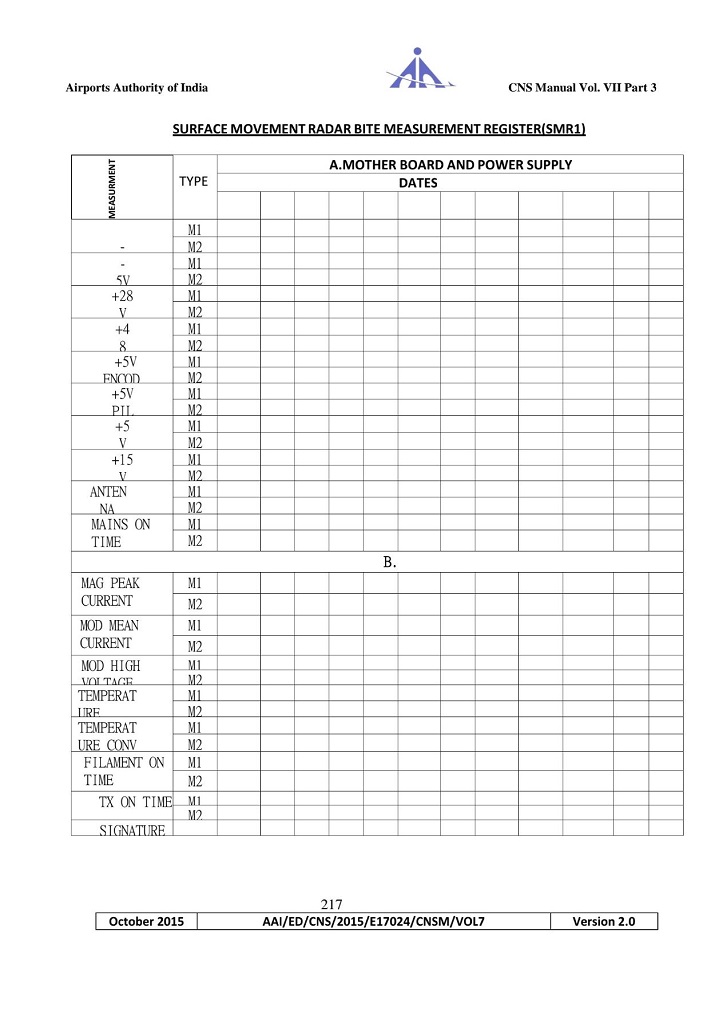 Airports Authority of India
CNS Manual Vol. VII Part 3
SURFACE MOVEMENT RADAR BITE MEASUREMENT REGISTER(SMR1)
MEASURMENT
TYPE
A.MOTHER BOARD AND POWER SUPPLY
DATES
M1
- M2
- M1
5V M2
+28 M1
V M2
+4 M1
8 M2
+5V M1
ENCOD M2
+5V M1
PIL M2
+5 M1
V M2
+15 M1
V M2
ANTEN M1
NA M2
MAINS ON M1
TIME M2
B.
MAG PEAK M1
CURRENT M2
MOD MEAN M1
CURRENT M2
MOD HIGH M1
VOLTAGE M2
TEMPERAT M1
URE M2
TEMPERAT M1
URE CONV M2
FILAMENT ON M1
TIME M2
TX ON TIME M1
M2
SIGNATURE
217
October 2015 AAI/ED/CNS/2015/E17024/CNSM/VOL7 Version 2.0